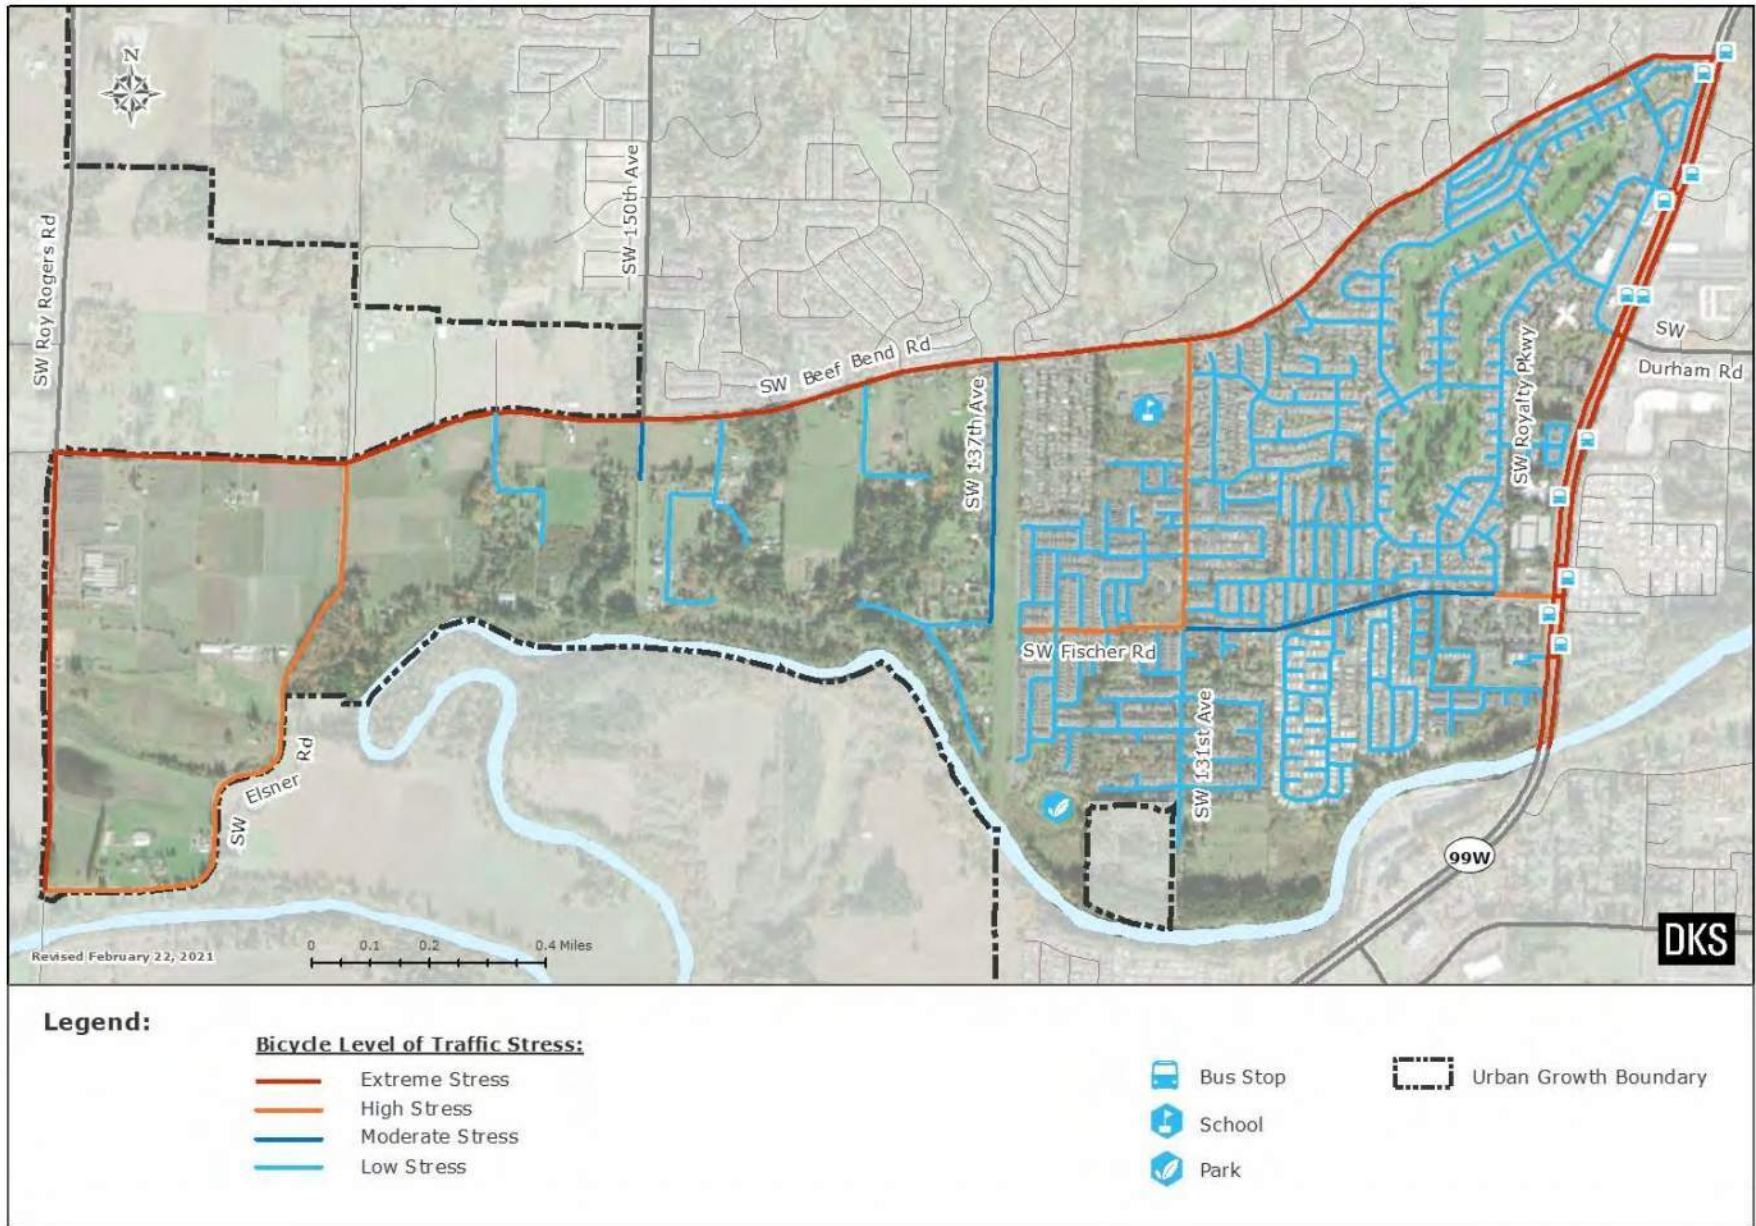 N
SW Roy Rogers Rd
SW 150th Ave
SW Beef Bend Rd
SW 137th Ave
SW Royalty Pkwy
SW
Durham Rd
SW Fischer Rd
SW 131st Ave
SW Elsner Rd
99W
DKS
0 0.1 0.2 0.4 Miles
Revised February 22, 2021
Legend:
Bicycle Level of Traffic Stress:
Extreme Stress
High Stress
Moderate Stress
Low Stress
Bus Stop
School
Park
Urban Growth Boundary